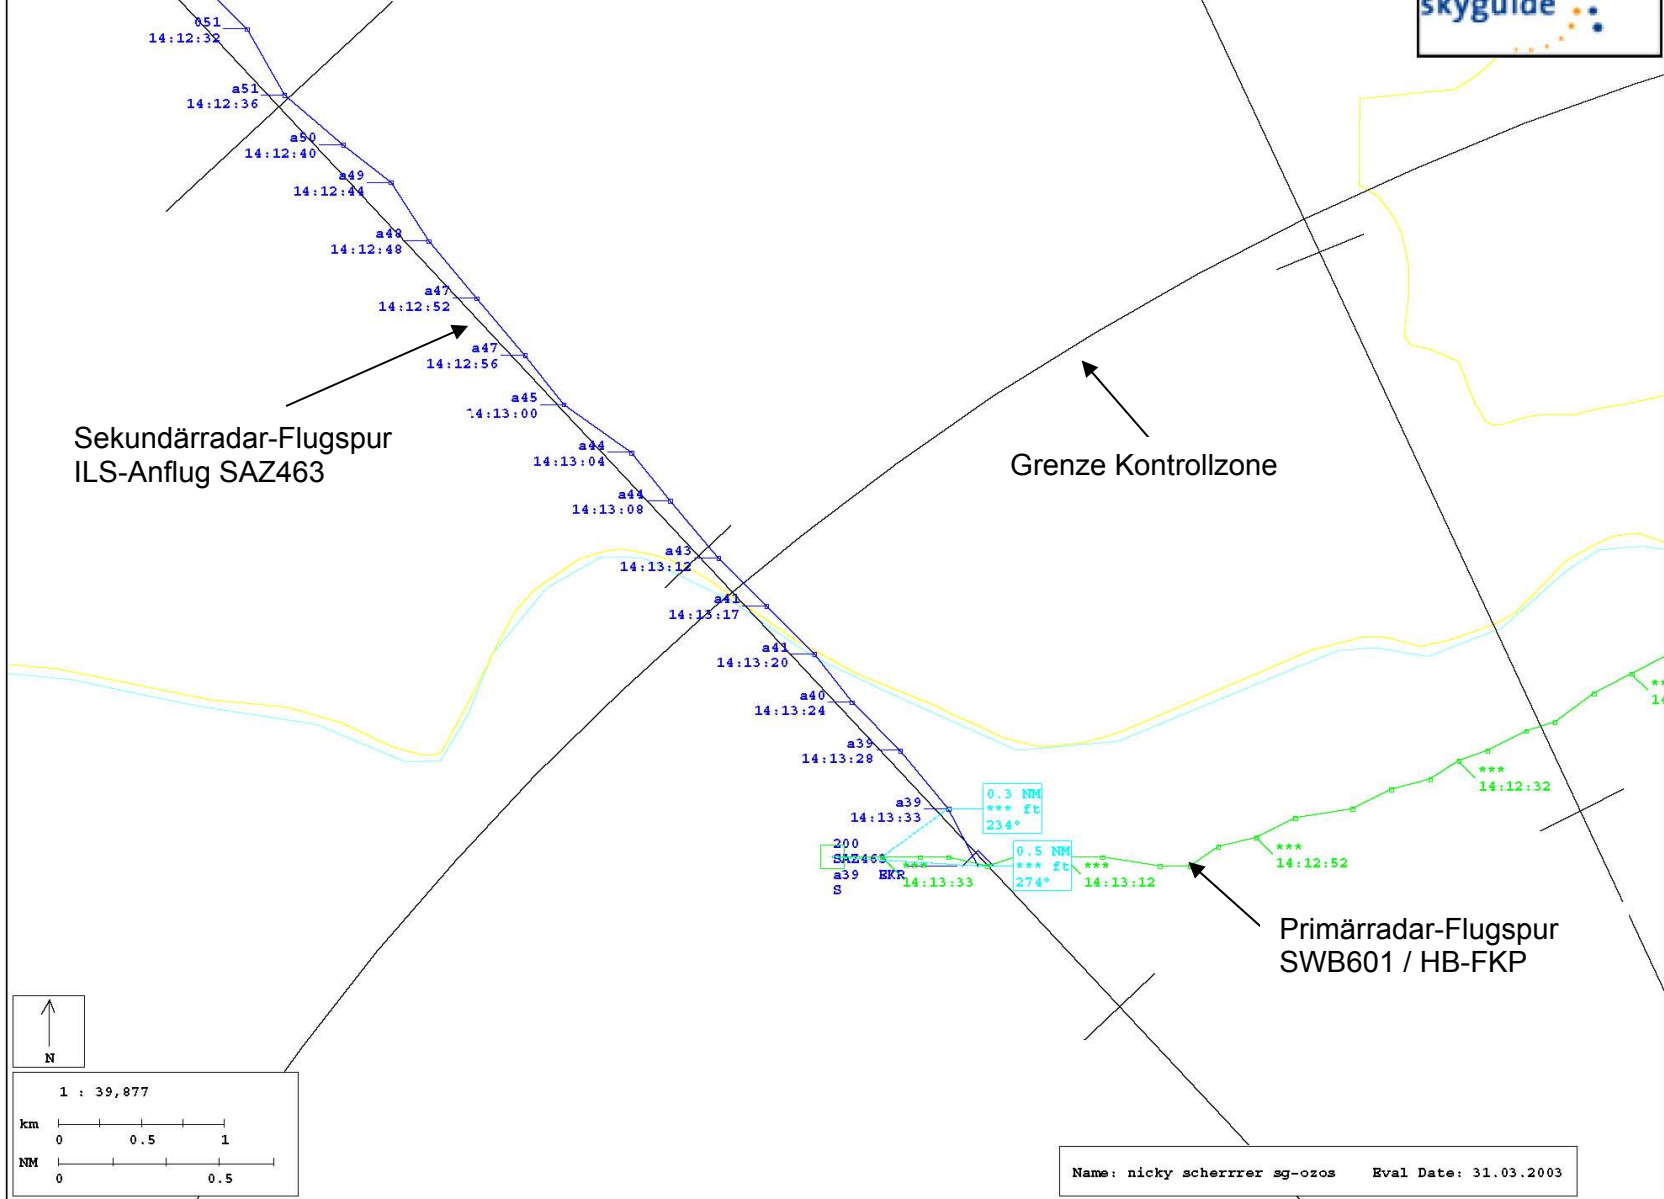 skyguide
051
14:12:32
a51
14:12:36
a50
14:12:40
a49
14:12:44
a48
14:12:48
a47
14:12:52
a47
14:12:56
a45
14:13:00
a44
14:13:04
a44
14:13:08
a43
14:13:12
a41
14:13:17
a41
14:13:20
a40
14:13:24
a39
14:13:28
a39
14:13:33
Sekundärradar-Flugspur
ILS-Anflug SAZ463
Grenze Kontrollzone
0.3 NM
*** ft
234°
0.5 NM
*** ft
274°
200
SAZ463
a39 EKR
S
***
14:13:33
***
14:13:12
***
14:12:52
***
14:12:32
**
14
Primärradar-Flugspur
SWB601 / HB-FKP
N
1 : 39,877
km
0 0.5 1
NM
0 0.5
Name: nicky scherrrer sg-ozos Eval Date: 31.03.2003